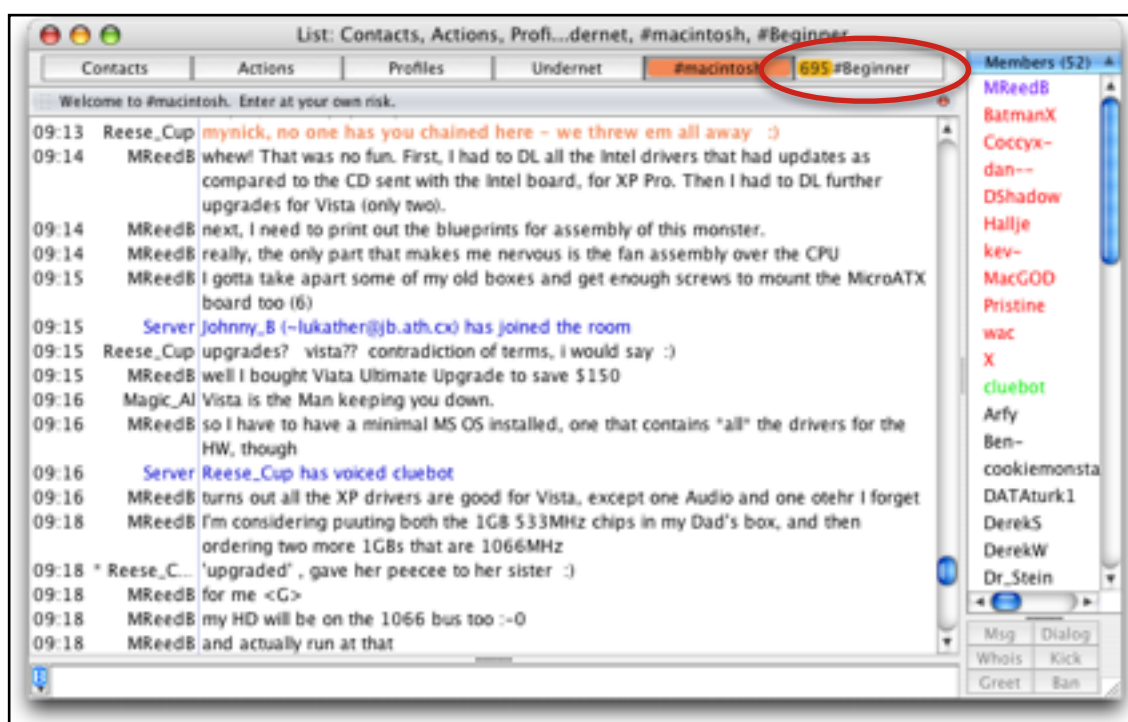 List: Contacts, Actions, Profi...dernet, #macintosh, #Beginner
Contacts Actions Profiles Undernet #macintosh 695 #Beginner
Welcome to #macintosh. Enter at your own risk.
09:13 Reese_Cup mynick, no one has you chained here - we threw em all away :)
09:14 MReedB whew! That was no fun. First, I had to DL all the Intel drivers that had updates as
compared to the CD sent with the Intel board, for XP Pro. Then I had to DL further
upgrades for Vista (only two).
09:14 MReedB next, I need to print out the blueprints for assembly of this monster.
09:14 MReedB really, the only part that makes me nervous is the fan assembly over the CPU
09:15 MReedB I gotta take apart some of my old boxes and get enough screws to mount the MicroATX
board too (6)
09:15 Server Johnny_B (~lukather@jb.ath.cx) has joined the room
09:15 Reese_Cup upgrades? vista?? contradiction of terms, i would say :)
09:15 MReedB well I bought Viata Ultimate Upgrade to save $150
09:16 Magic_Al Vista is the Man keeping you down.
09:16 MReedB so I have to have a minimal MS OS installed, one that contains *all* the drivers for the
HW, though
09:16 Server Reese_Cup has voiced cluebot
09:16 MReedB turns out all the XP drivers are good for Vista, except one Audio and one otehr I forget
09:18 MReedB I'm considering puuting both the 1GB 533MHz chips in my Dad's box, and then
ordering two more 1GBs that are 1066MHz
09:18 * Reese_C... 'upgraded' , gave her peecee to her sister :)
09:18 MReedB for me <G>
09:18 MReedB my HD will be on the 1066 bus too :-O
09:18 MReedB and actually run at that
Members (52)
MReedB
BatmanX
Coccyx-
dan--
DShadow
Hallje
kev-
MacGOD
Pristine
wac
X
cluebot
Arfy
Ben-
cookiemonsta
DATAturk1
DerekS
DerekW
Dr_Stein
Msg Dialog
Whois Kick
Greet Ban